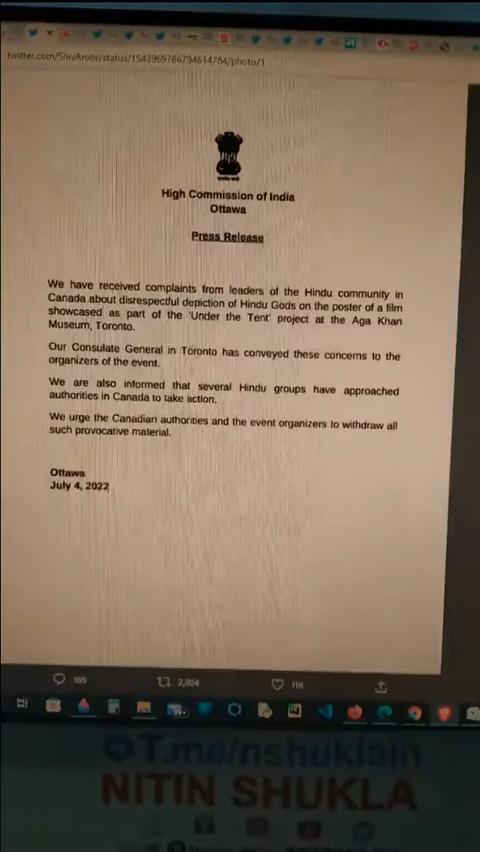 twitter.com/ShivAroor/status/1543969786794614784/photo/1
High Commission of India
Ottawa
Press Release
We have received complaints from leaders of the Hindu community in
Canada about disrespectful depiction of Hindu Gods on the poster of a film
showcased as part of the 'Under the Tent' project at the Aga Khan
Museum, Toronto.
Our Consulate General in Toronto has conveyed these concerns to the
organizers of the event.
We are also informed that several Hindu groups have approached
authorities in Canada to take action.
We urge the Canadian authorities and the event organizers to withdraw all
such provocative material.
Ottawa
July 4, 2022
11K
T.me/nshuklain
NITIN SHUKLA